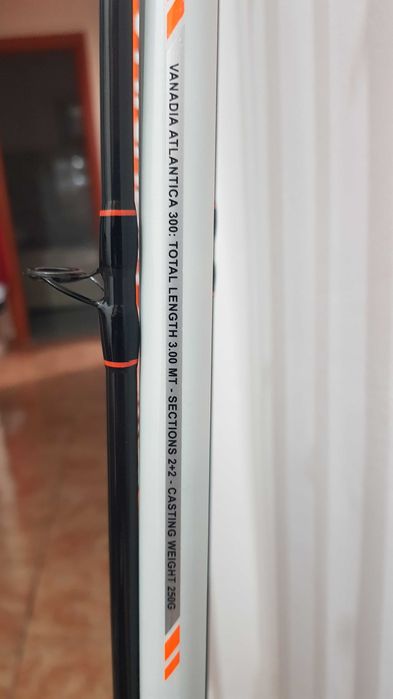 VANADIA ATLANTICA 300: TOTAL LENGTH 3.00 MT - SECTIONS 2+2 - CASTING WEIGHT 250G